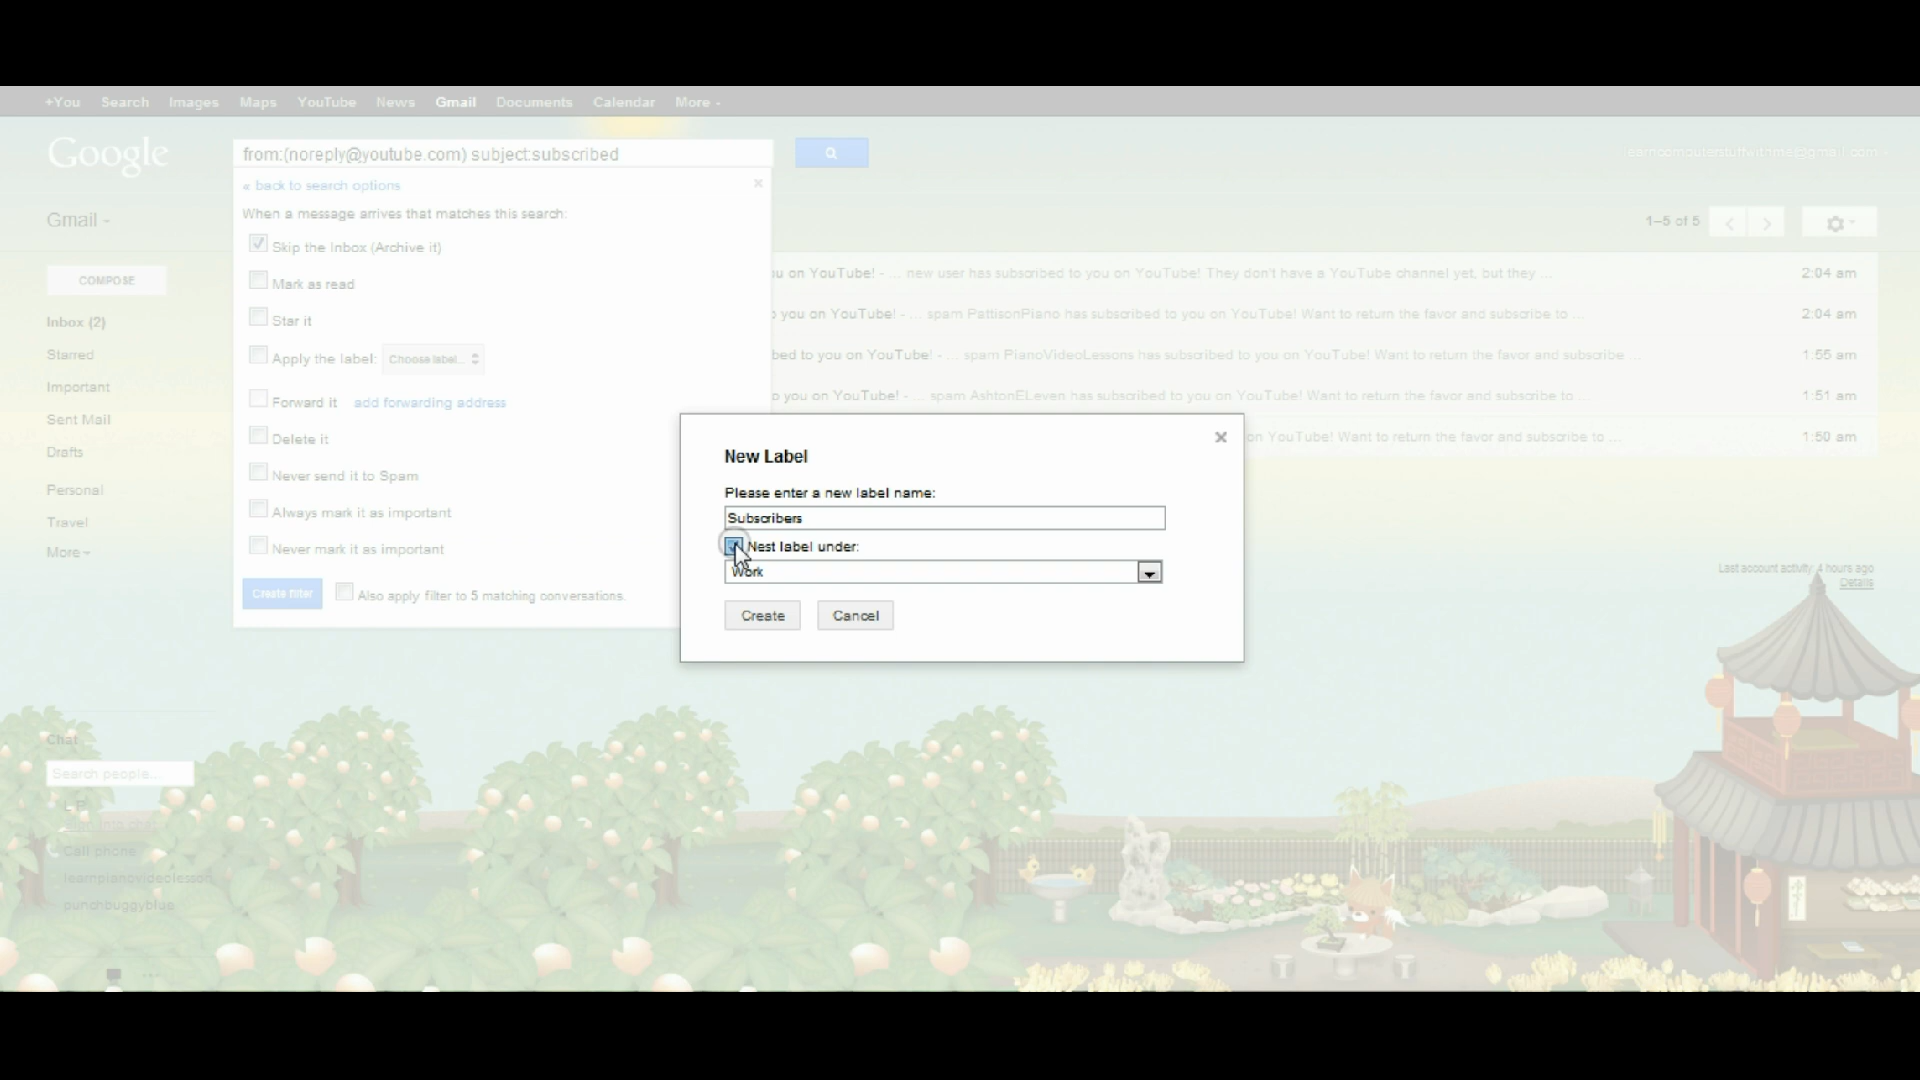 +You Search Images Maps YouTube News Gmail Documents Calendar More
Google
from:(noreply@youtube.com) subject:subscribed
learncomputerstuffwithme@gmail.com
« back to search options
When a message arrives that matches this search:
Gmail
1–5 of 5
Skip the Inbox (Archive it)
COMPOSE
Mark as read
Inbox (2)
Star it
Starred
Apply the label: Choose label...
Important
Forward it add forwarding address
Sent Mail
Delete it
Drafts
Never send it to Spam
Personal
Always mark it as important
Travel
Never mark it as important
More
Create filter
Also apply filter to 5 matching conversations.
on YouTube! - ... new user has subscribed to you on YouTube! They don't have a YouTube channel yet, but they ... 2:04 am
you on YouTube! - ... spam PattisonPiano has subscribed to you on YouTube! Want to return the favor and subscribe to ... 2:04 am
to you on YouTube! - ... spam PianoVideoLessons has subscribed to you on YouTube! Want to return the favor and subscribe ... 1:55 am
you on YouTube! - ... spam AshtonELeven has subscribed to you on YouTube! Want to return the favor and subscribe to ... 1:51 am
on YouTube! Want to return the favor and subscribe to ... 1:50 am
New Label
Please enter a new label name:
Subscribers
Nest label under:
Work
Create Cancel
Last account activity: 4 hours ago
Details
Chat
Search people...
L P
Call phone
learnpianovideolesson
punchbuggyblue